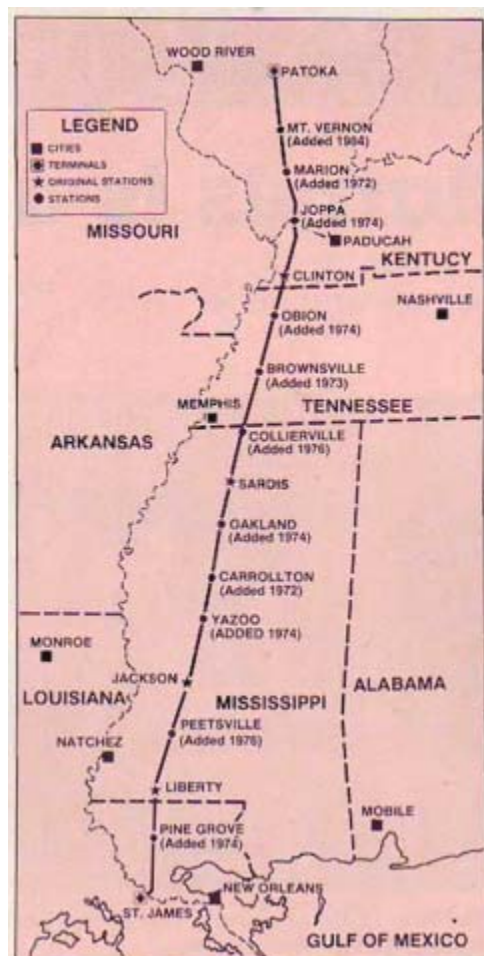 WOOD RIVER
PATOKA
LEGEND
CITIES
TERMINALS
ORIGINAL STATIONS
STATIONS
MT. VERNON
(Added 1984)
MARION
(Added 1972)
JOPPA
(Added 1974)
MISSOURI
PADUCAH
KENTUCY
CLINTON
NASHVILLE
OBION
(Added 1974)
BROWNSVILLE
(Added 1973)
MEMPHIS
TENNESSEE
ARKANSAS
COLLIERVILLE
(Added 1976)
SARDIS
OAKLAND
(Added 1974)
CARROLLTON
(Added 1972)
YAZOO
(ADDED 1974)
MONROE
JACKSON
ALABAMA
LOUISIANA
MISSISSIPPI
PEETSVILLE
(Added 1976)
NATCHEZ
LIBERTY
MOBILE
PINE GROVE
(Added 1974)
NEW ORLEANS
ST. JAMES
GULF OF MEXICO